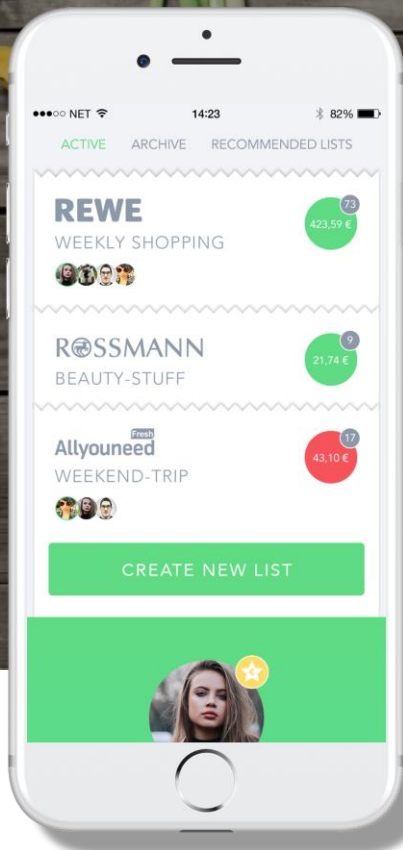 NET
14:23
82%
ACTIVE ARCHIVE RECOMMENDED LISTS
REWE
73
423,59 €
WEEKLY SHOPPING
ROSSMANN
9
21,74 €
BEAUTY-STUFF
Allyouneed
Fresh
17
43,10 €
WEEKEND-TRIP
CREATE NEW LIST